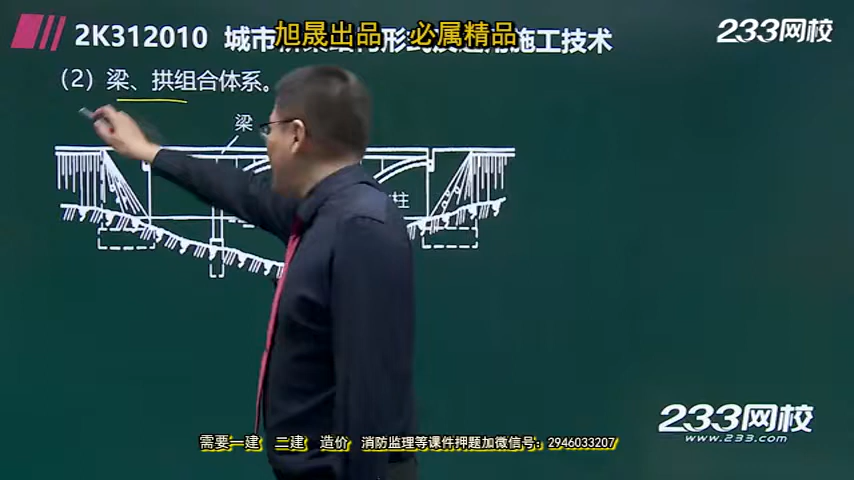 2K312010 城市
施工技术
旭晟出品 必属精品
233网校
(2)梁、拱组合体系。
梁
柱
233网校
www.233.com
需要一建 二建 造价 消防监理等课件押题加微信号：2946033207